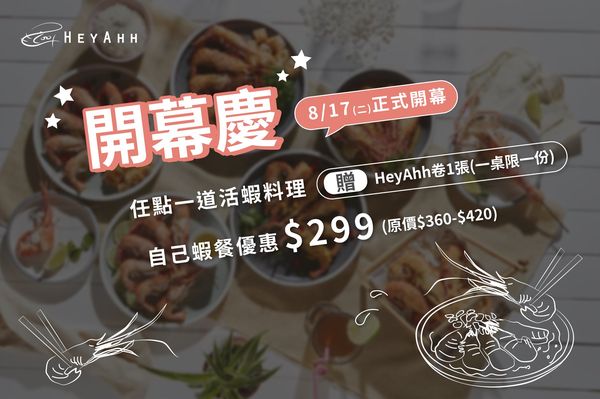 HEYAHH
8/17(二)正式開幕
開幕慶
任點一道活蝦料理 贈 HeyAhh卷1張(一桌限一份)
自己蝦餐優惠 $299 (原價$360-$420)